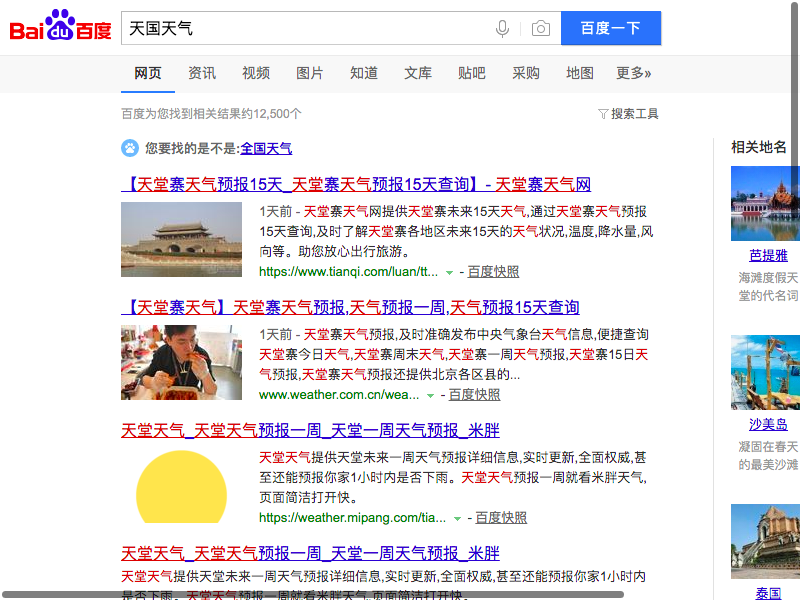 Bai du 百度
天国天气
百度一下
网页 资讯 视频 图片 知道 文库 贴吧 采购 地图 更多»
百度为您找到相关结果约12,500个
搜索工具
您要找的是不是:全国天气
【天堂寨天气预报15天_天堂寨天气预报15天查询】- 天堂寨天气网
1天前 - 天堂寨天气网提供天堂寨未来15天天气,通过天堂寨天气预报
15天查询,及时了解天堂寨各地区未来15天的天气状况,温度,降水量,风
向等。助您放心出行旅游。
https://www.tianqi.com/luan/tt... - 百度快照
【天堂寨天气】天堂寨天气预报,天气预报一周,天气预报15天查询
1天前 - 天堂寨天气预报,及时准确发布中央气象台天气信息,便捷查询
天堂寨今日天气,天堂寨周末天气,天堂寨一周天气预报,天堂寨15日天
气预报,天堂寨天气预报还提供北京各区县的...
www.weather.com.cn/wea... - 百度快照
天堂天气_天堂天气预报一周_天堂一周天气预报_米胖
天堂天气提供天堂未来一周天气预报详细信息,实时更新,全面权威,甚
至还能预报你家1小时内是否下雨。天堂天气预报一周就看米胖天气,
页面简洁打开快。
https://weather.mipang.com/tia... - 百度快照
天堂天气_天堂天气预报一周_天堂一周天气预报_米胖
天堂天气提供天堂未来一周天气预报详细信息,实时更新,全面权威,甚至还能预报你家1小时内
是否下雨。天堂天气预报一周就看米胖天气,页面简洁打开快。
相关地名
芭提雅
海滩度假天
堂的代名词
沙美岛
凝固在春天
的最美沙滩
泰国